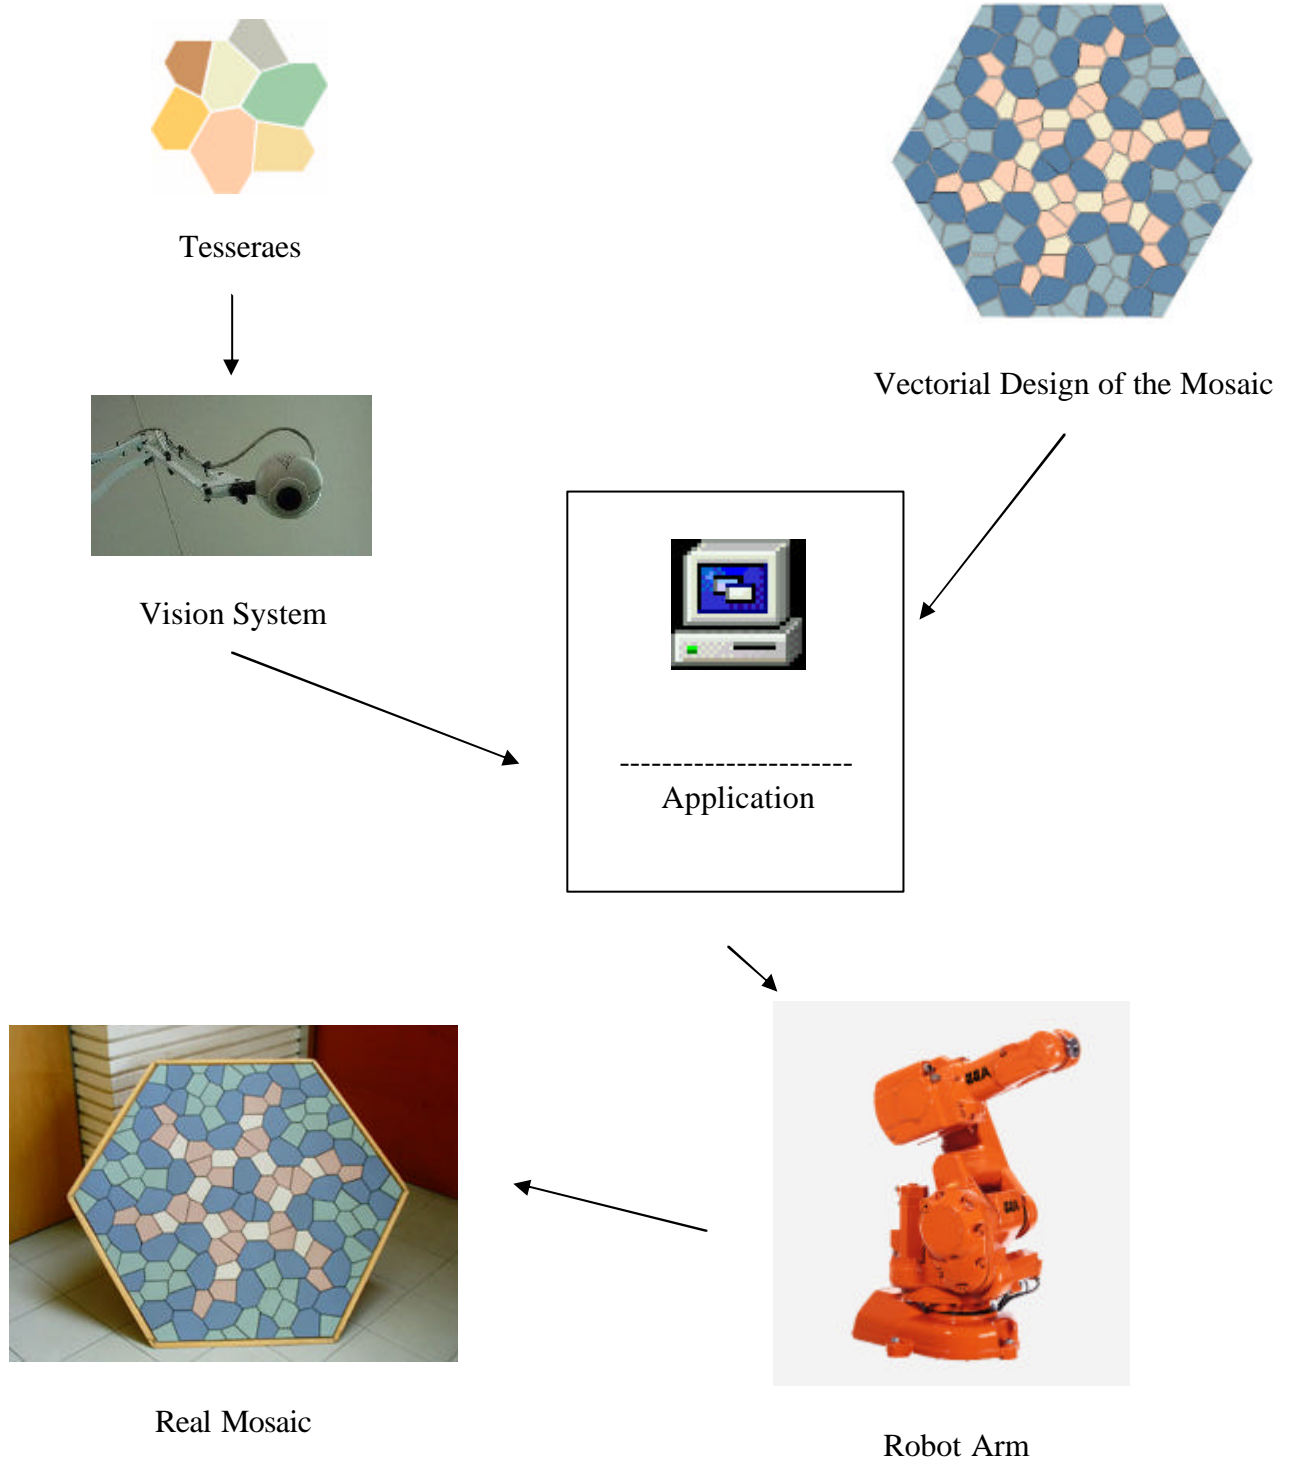 Tesseraes
Vectorial Design of the Mosaic
Vision System
----------------------
Application
Real Mosaic
Robot Arm